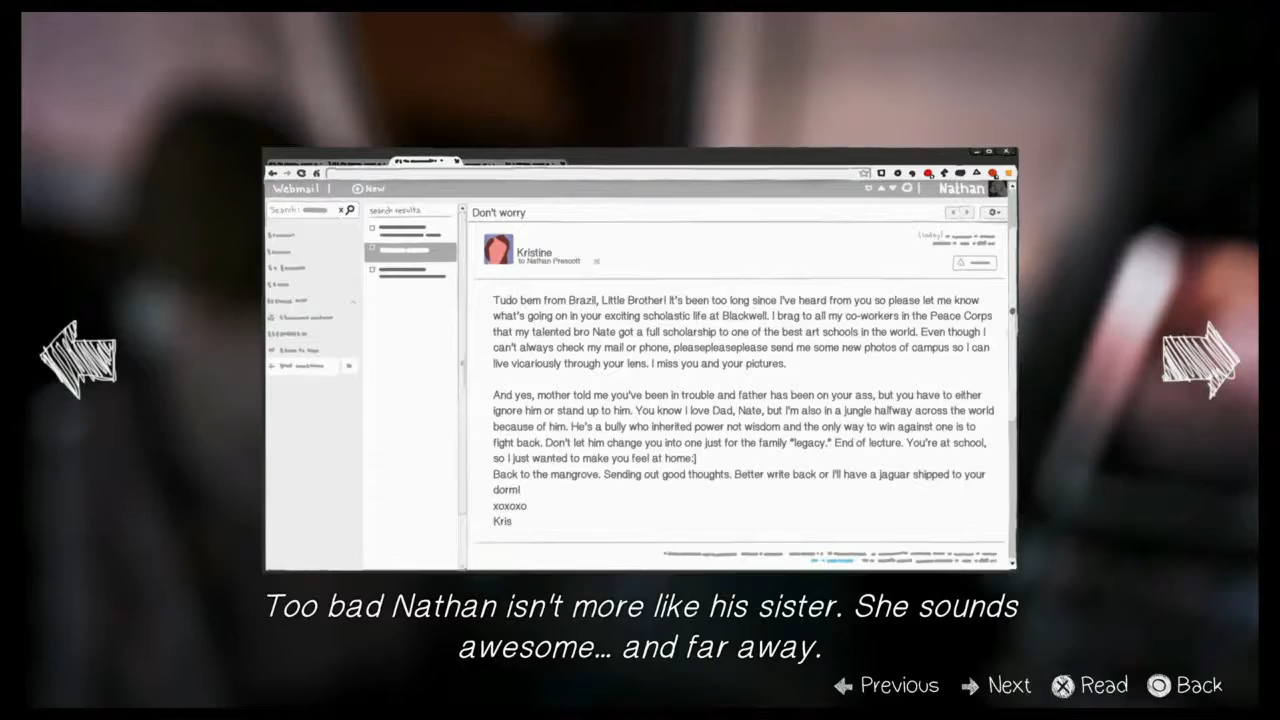 Webmail |
New
Nathan
Search:
search results
Don't worry
Kristine
to Nathan Prescott
(today)
Tudo bem from Brazil, Little Brother! It's been too long since I've heard from you so please let me know
what's going on in your exciting scholastic life at Blackwell. I brag to all my co-workers in the Peace Corps
that my talented bro Nate got a full scholarship to one of the best art schools in the world. Even though I
can't always check my mail or phone, pleasepleaseplease send me some new photos of campus so I can
live vicariously through your lens. I miss you and your pictures.
And yes, mother told me you've been in trouble and father has been on your ass, but you have to either
ignore him or stand up to him. You know I love Dad, Nate, but I'm also in a jungle halfway across the world
because of him. He's a bully who inherited power not wisdom and the only way to win against one is to
fight back. Don't let him change you into one just for the family "legacy." End of lecture. You're at school,
so I just wanted to make you feel at home:]
Back to the mangrove. Sending out good thoughts. Better write back or I'll have a jaguar shipped to your
dorm!
xoxoxo
Kris
Too bad Nathan isn't more like his sister. She sounds
awesome... and far away.
Previous
Next
Read
Back